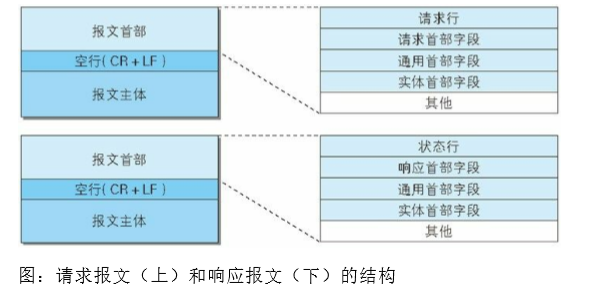 报文首部
空行(CR+LF)
报文主体
请求行
请求首部字段
通用首部字段
实体首部字段
其他
报文首部
空行(CR+LF)
报文主体
状态行
响应首部字段
通用首部字段
实体首部字段
其他
图：请求报文（上）和响应报文（下）的结构